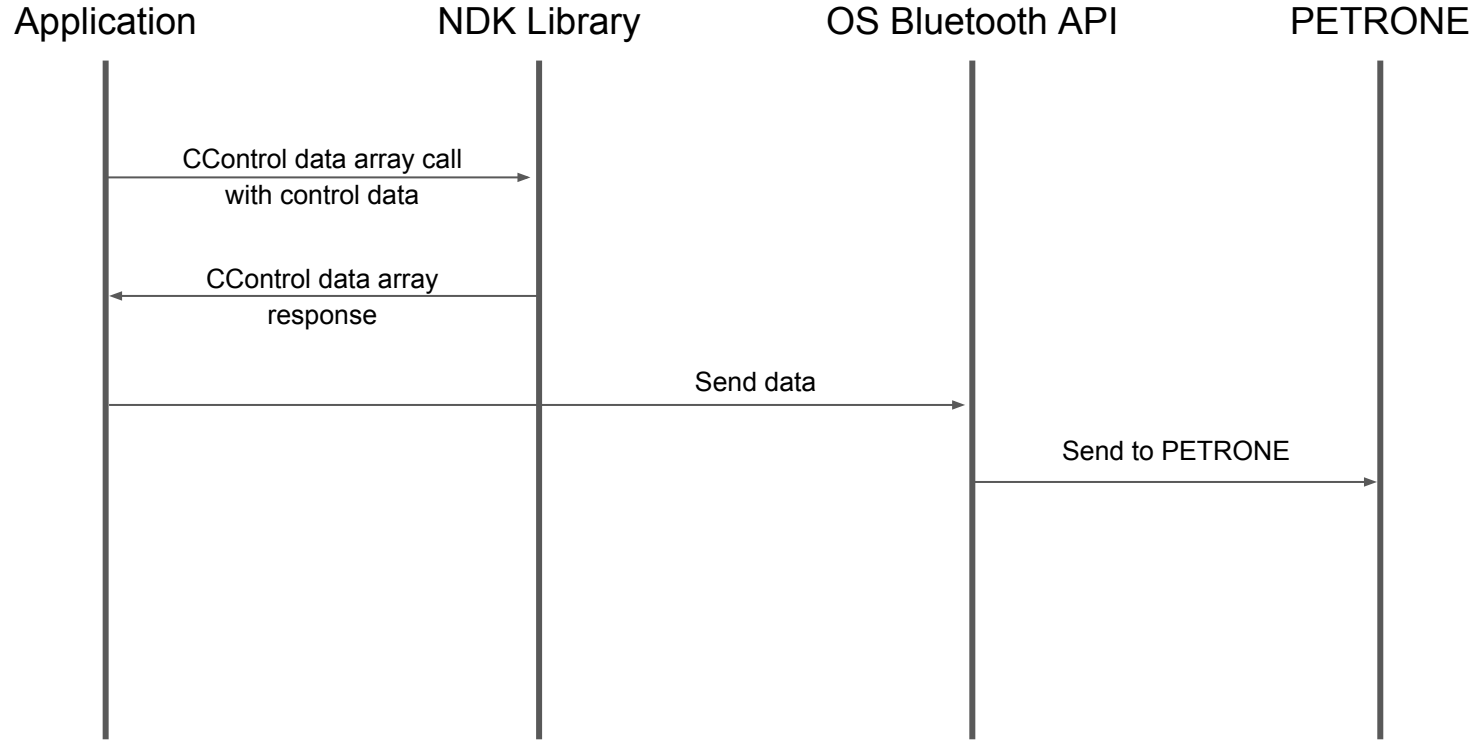 Application
NDK Library
OS Bluetooth API
PETRONE
CControl data array call
with control data
CControl data array
response
Send data
Send to PETRONE